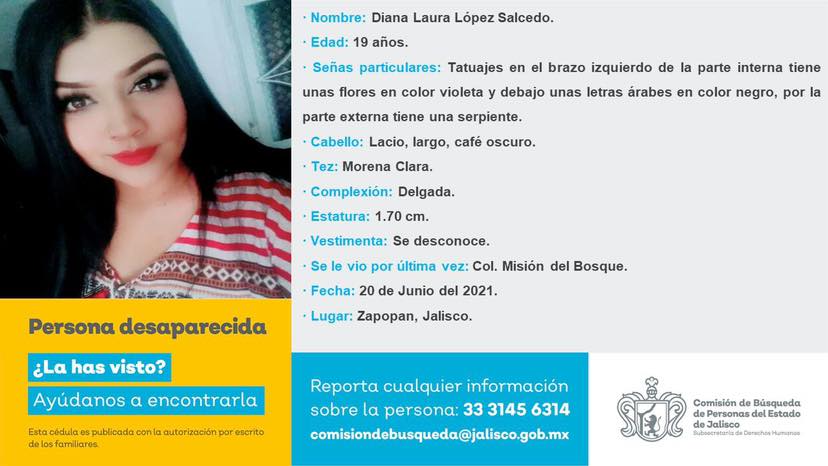 · Nombre: Diana Laura López Salcedo.
· Edad: 19 años.
· Señas particulares: Tatuajes en el brazo izquierdo de la parte interna tiene
unas flores en color violeta y debajo unas letras árabes en color negro, por la
parte externa tiene una serpiente.
· Cabello: Lacio, largo, café oscuro.
· Tez: Morena Clara.
· Complexión: Delgada.
· Estatura: 1.70 cm.
· Vestimenta: Se desconoce.
· Se le vio por última vez: Col. Misión del Bosque.
· Fecha: 20 de Junio del 2021.
· Lugar: Zapopan, Jalisco.
Persona desaparecida
¿La has visto?
Ayúdanos a encontrarla
Esta cédula es publicada con la autorización por escrito
de los familiares.
Reporta cualquier información
sobre la persona: 33 3145 6314
comisiondebusqueda@jalisco.gob.mx
Comisión de Búsqueda
de Personas del Estado
de Jalisco
Subsecretaría de Derechos Humanos